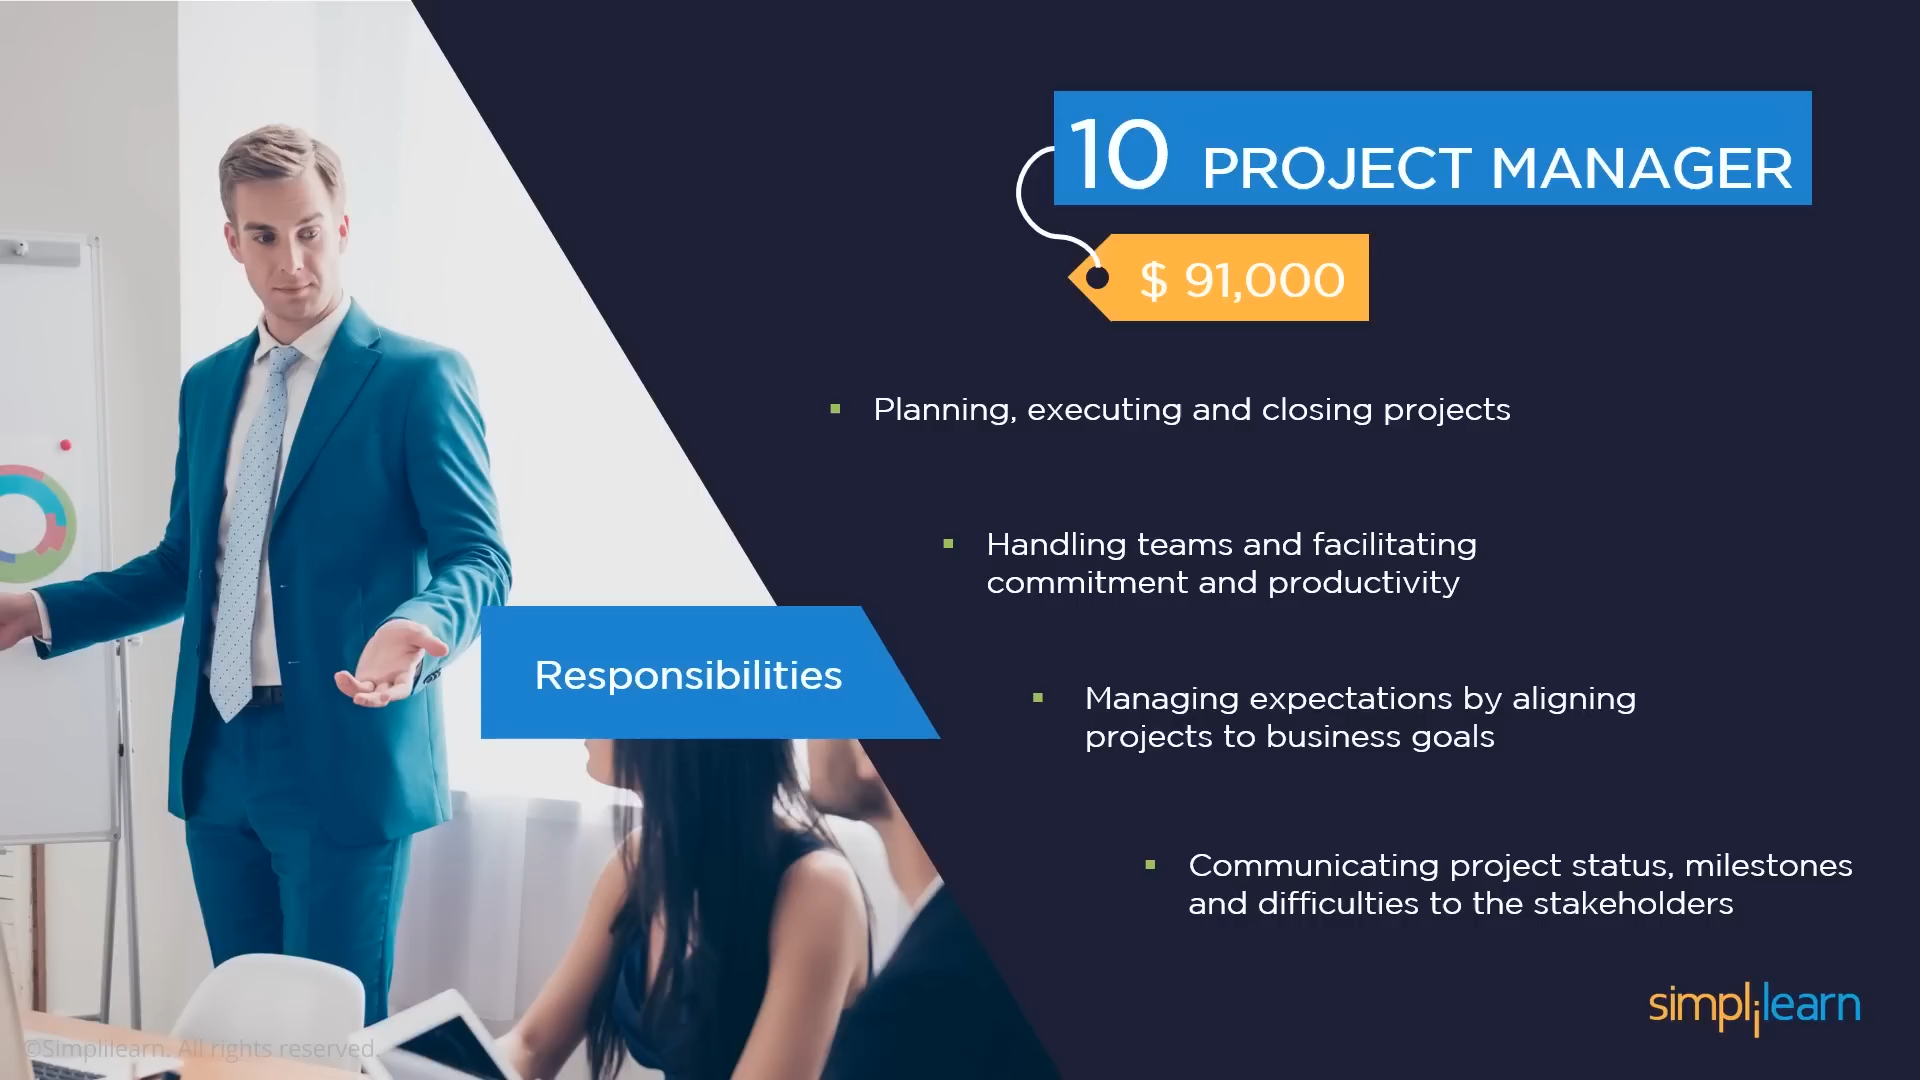 10 PROJECT MANAGER
$ 91,000
Planning, executing and closing projects
Handling teams and facilitating
commitment and productivity
Responsibilities
Managing expectations by aligning
projects to business goals
Communicating project status, milestones
and difficulties to the stakeholders
simplilearn
©Simplilearn. All rights reserved.